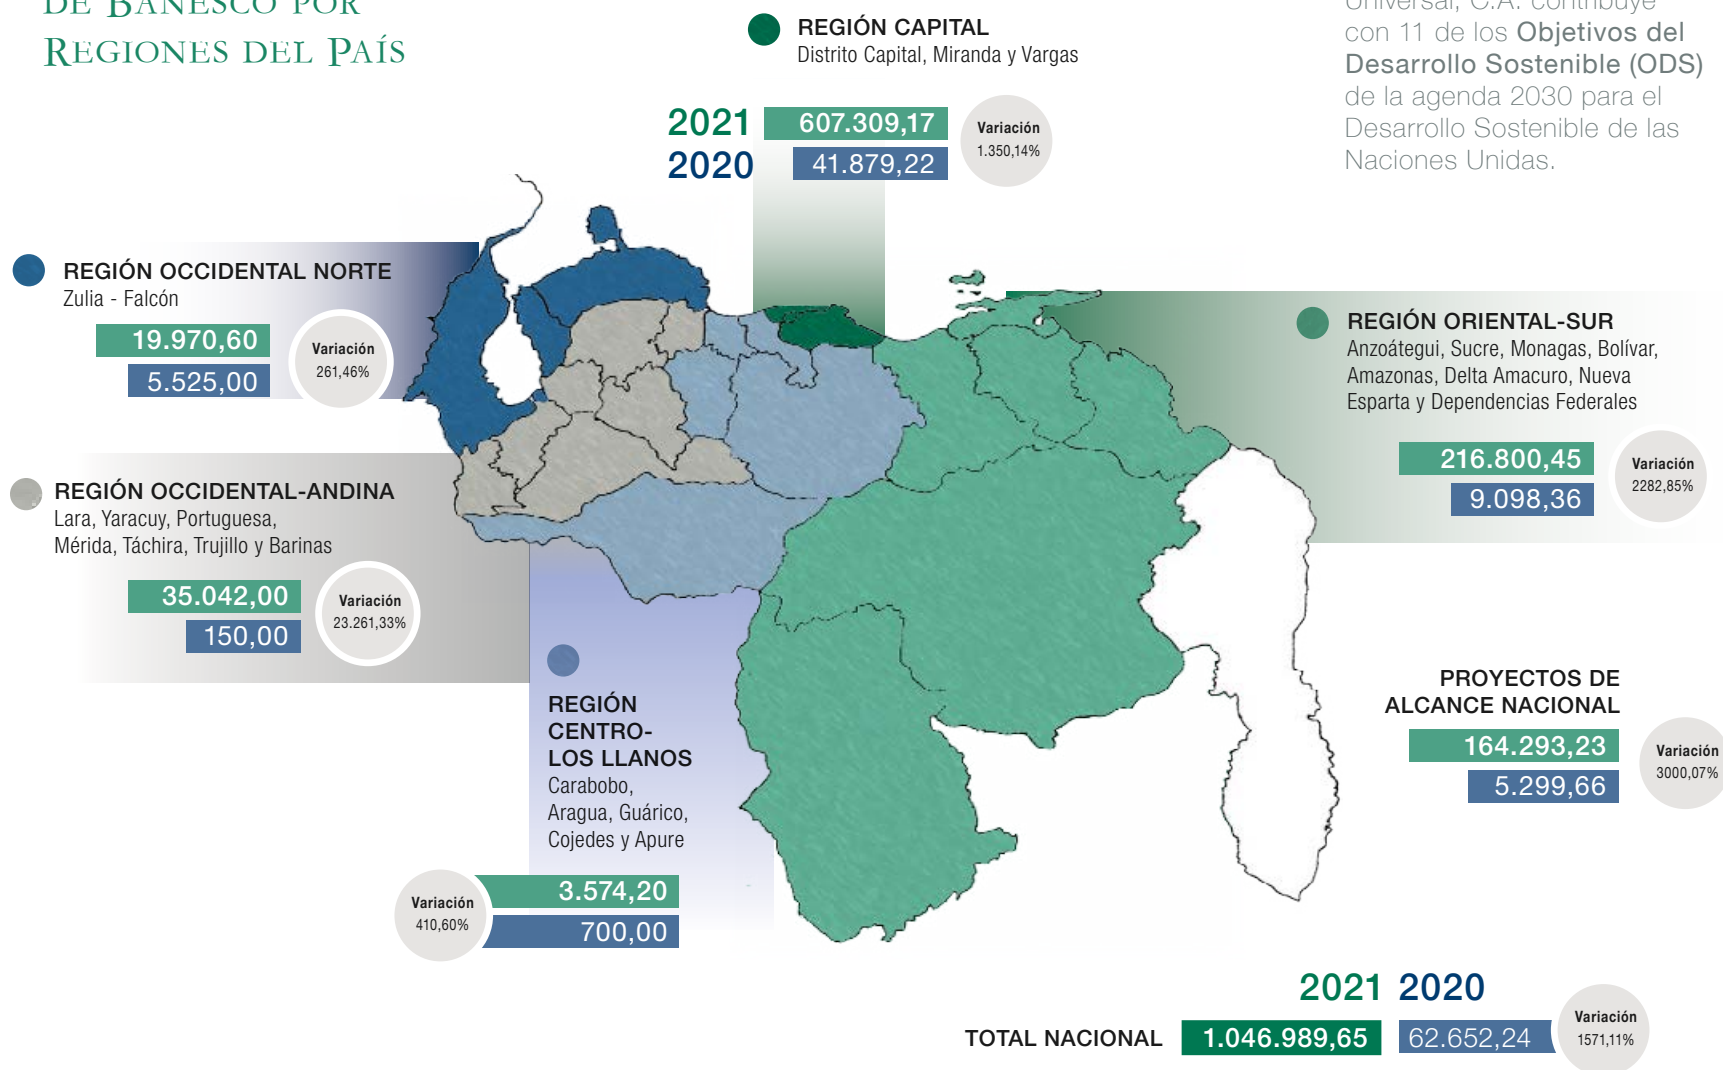 DE BANESCO POR
REGIONES DEL PAÍS
REGIÓN CAPITAL
Distrito Capital, Miranda y Vargas
2021 607.309,17
2020 41.879,22
Variación
1.350,14%
Universal, C.A. contribuye
con 11 de los Objetivos del
Desarrollo Sostenible (ODS)
de la agenda 2030 para el
Desarrollo Sostenible de las
Naciones Unidas.
REGIÓN OCCIDENTAL NORTE
Zulia - Falcón
19.970,60
5.525,00
Variación
261,46%
REGIÓN ORIENTAL-SUR
Anzoátegui, Sucre, Monagas, Bolívar,
Amazonas, Delta Amacuro, Nueva
Esparta y Dependencias Federales
216.800,45
9.098,36
Variación
2282,85%
REGIÓN OCCIDENTAL-ANDINA
Lara, Yaracuy, Portuguesa,
Mérida, Táchira, Trujillo y Barinas
35.042,00
150,00
Variación
23.261,33%
REGIÓN
CENTRO-
LOS LLANOS
Carabobo,
Aragua, Guárico,
Cojedes y Apure
3.574,20
700,00
Variación
410,60%
PROYECTOS DE
ALCANCE NACIONAL
164.293,23
5.299,66
Variación
3000,07%
2021 2020
TOTAL NACIONAL 1.046.989,65 62.652,24
Variación
1571,11%